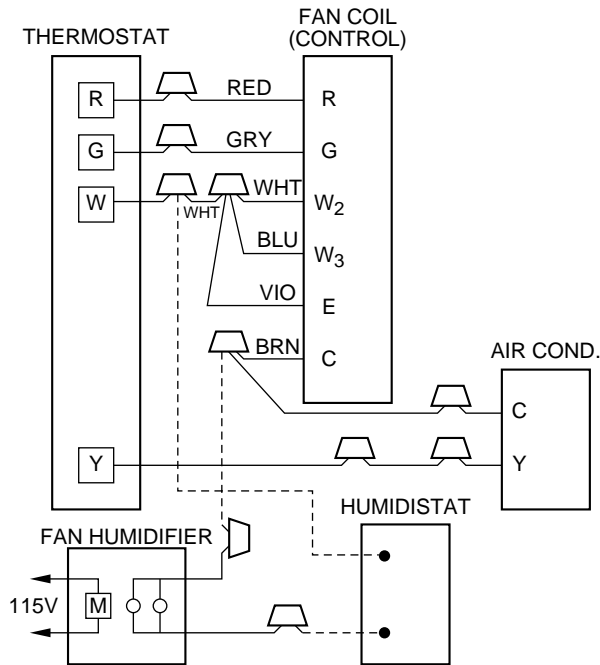 FAN COIL
(CONTROL)
THERMOSTAT
R RED R
G GRY G
W WHT WHT W2
BLU W3
VIO E
BRN C
AIR COND.
C
Y Y
HUMIDISTAT
FAN HUMIDIFIER
115V M